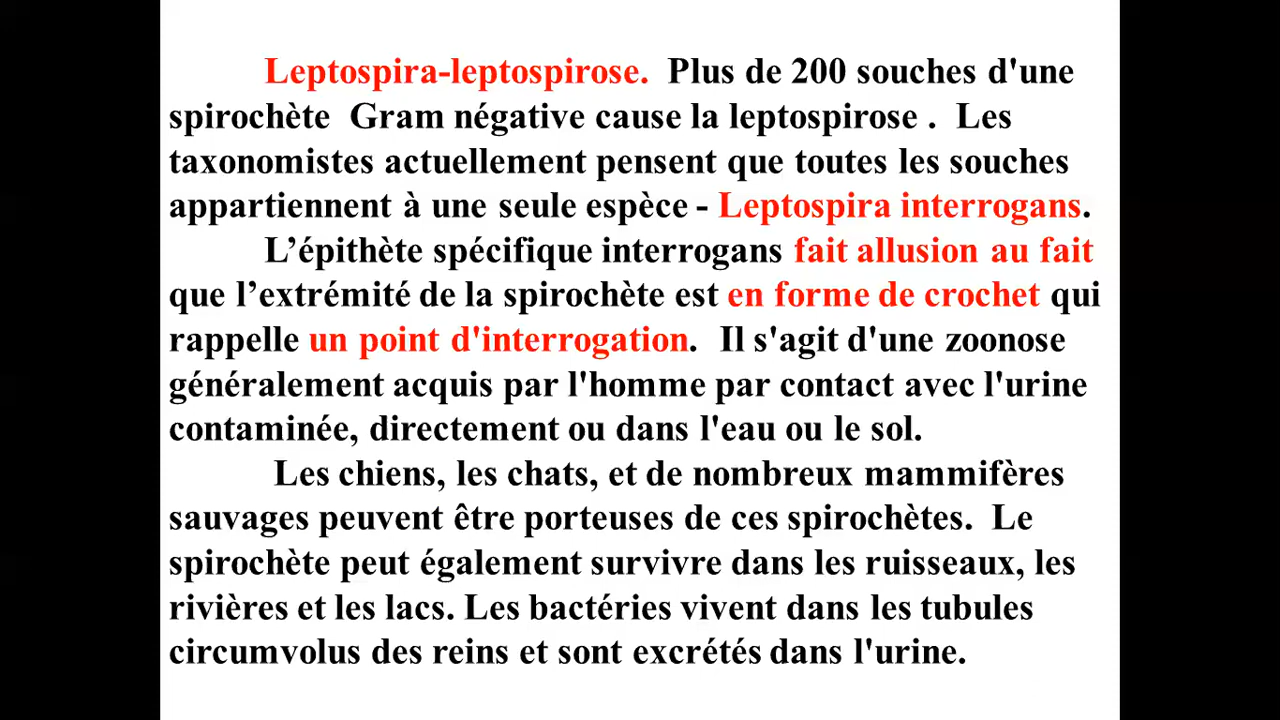 Leptospira-leptospirose. Plus de 200 souches d'une
spirochète Gram négative cause la leptospirose . Les
taxonomistes actuellement pensent que toutes les souches
appartiennent à une seule espèce - Leptospira interrogans.
L’épithète spécifique interrogans fait allusion au fait
que l’extrémité de la spirochète est en forme de crochet qui
rappelle un point d'interrogation. Il s'agit d'une zoonose
généralement acquis par l'homme par contact avec l'urine
contaminée, directement ou dans l'eau ou le sol.
Les chiens, les chats, et de nombreux mammifères
sauvages peuvent être porteuses de ces spirochètes. Le
spirochète peut également survivre dans les ruisseaux, les
rivières et les lacs. Les bactéries vivent dans les tubules
circumvolus des reins et sont excrétés dans l'urine.